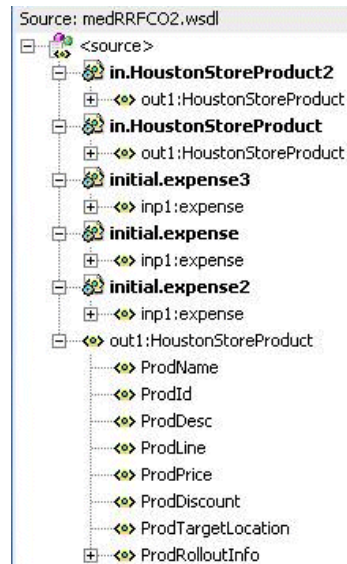 Source: medRRFCO2.wsdl
<source>
in.HoustonStoreProduct2
out1:HoustonStoreProduct
in.HoustonStoreProduct
out1:HoustonStoreProduct
initial.expense3
inp1:expense
initial.expense
inp1:expense
initial.expense2
inp1:expense
out1:HoustonStoreProduct
ProdName
ProdId
ProdDesc
ProdLine
ProdPrice
ProdDiscount
ProdTargetLocation
ProdRolloutInfo